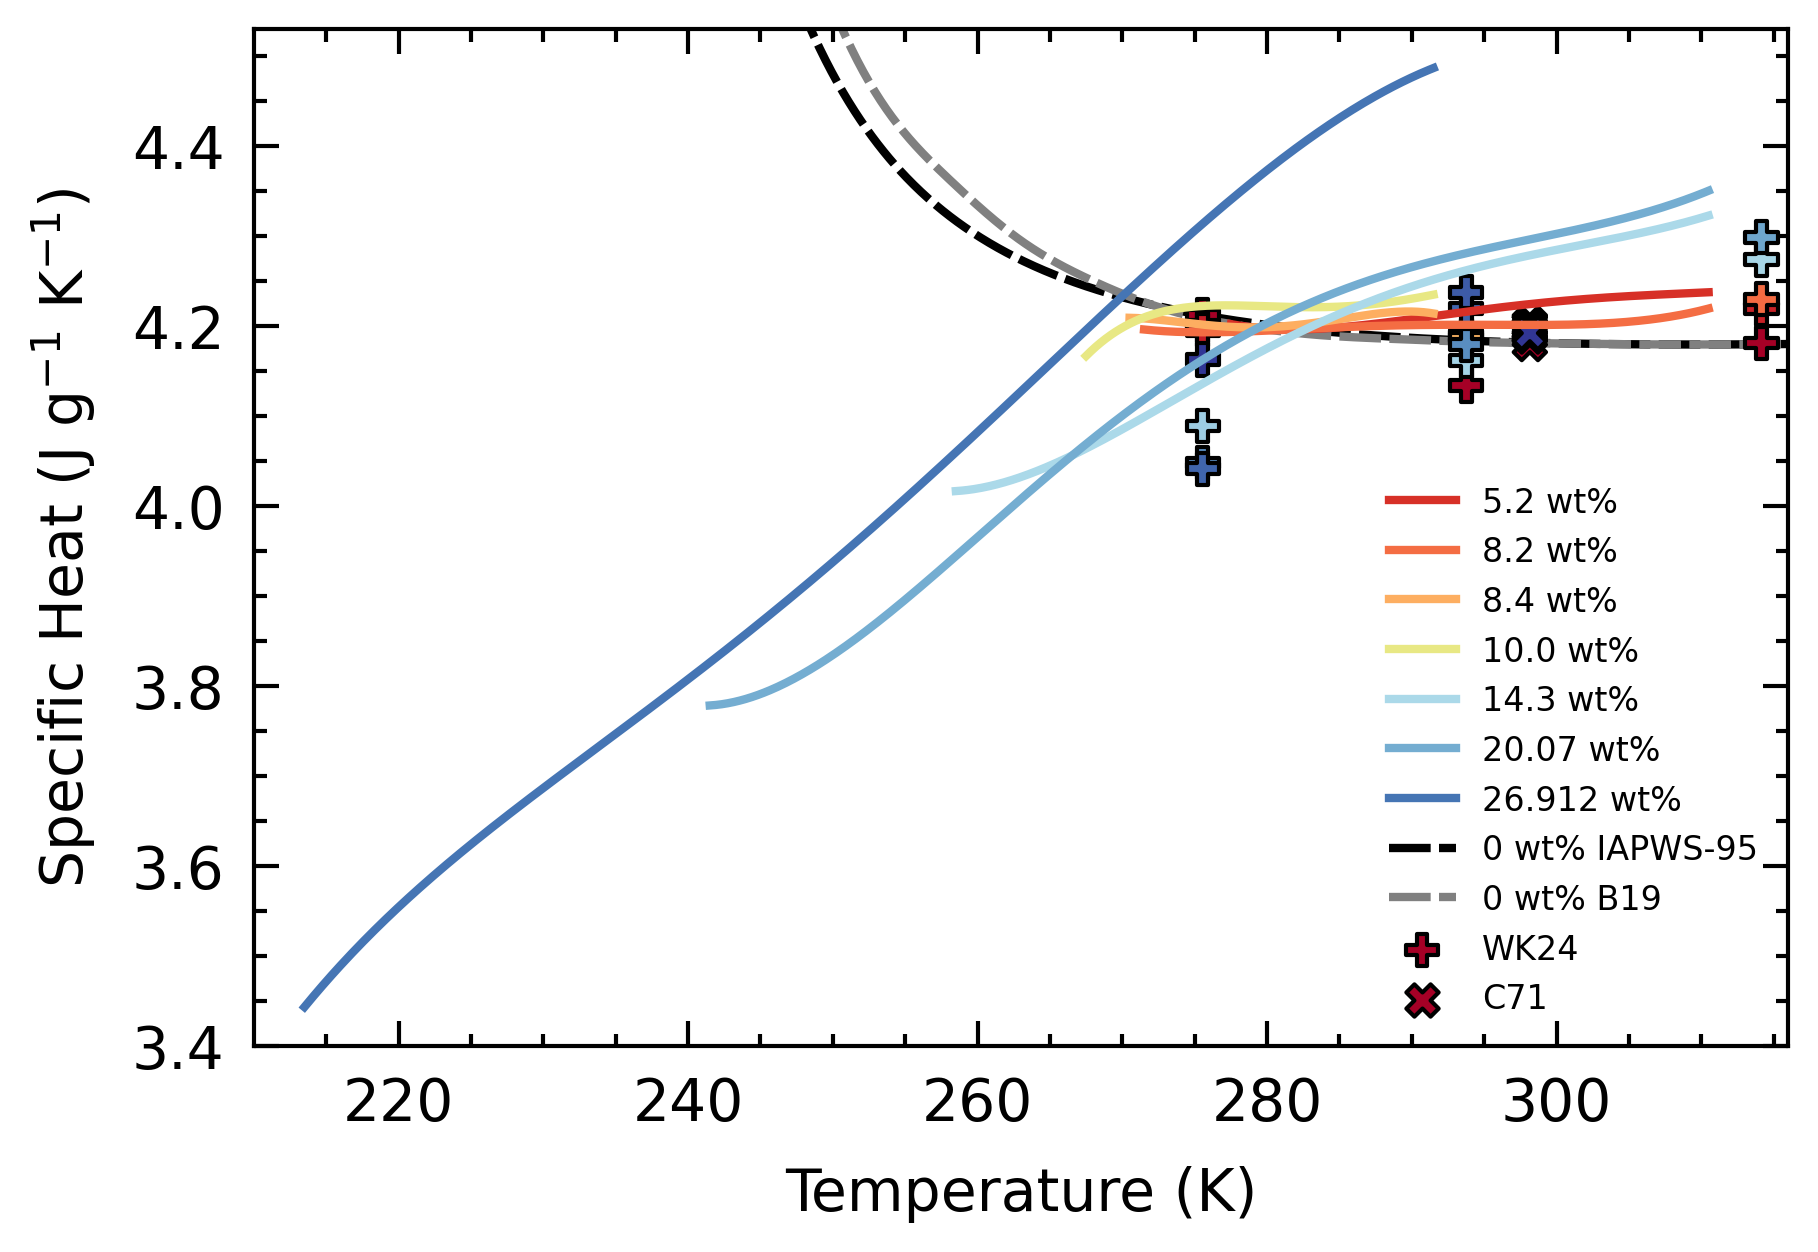 Specific Heat (J g⁻¹ K⁻¹)
4.4
4.2
4.0
3.8
3.6
3.4
220
240
260
280
300
Temperature (K)
5.2 wt%
8.2 wt%
8.4 wt%
10.0 wt%
14.3 wt%
20.07 wt%
26.912 wt%
0 wt% IAPWS-95
0 wt% B19
WK24
C71